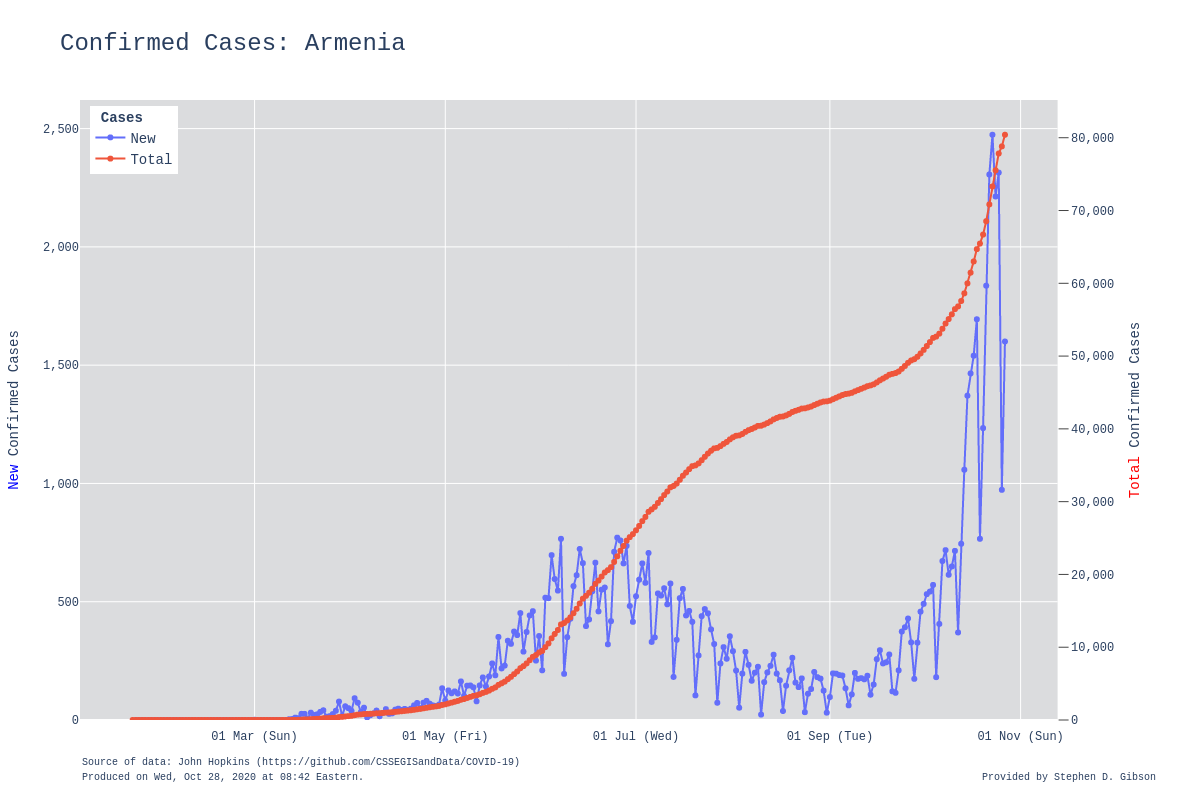 Confirmed Cases: Armenia
Cases
New
Total
2,500
2,000
1,500
1,000
500
0
New Confirmed Cases
80,000
70,000
60,000
50,000
40,000
30,000
20,000
10,000
0
Total Confirmed Cases
01 Mar (Sun)
01 May (Fri)
01 Jul (Wed)
01 Sep (Tue)
01 Nov (Sun)
Source of data: John Hopkins (https://github.com/CSSEGISandData/COVID-19)
Produced on Wed, Oct 28, 2020 at 08:42 Eastern.
Provided by Stephen D. Gibson